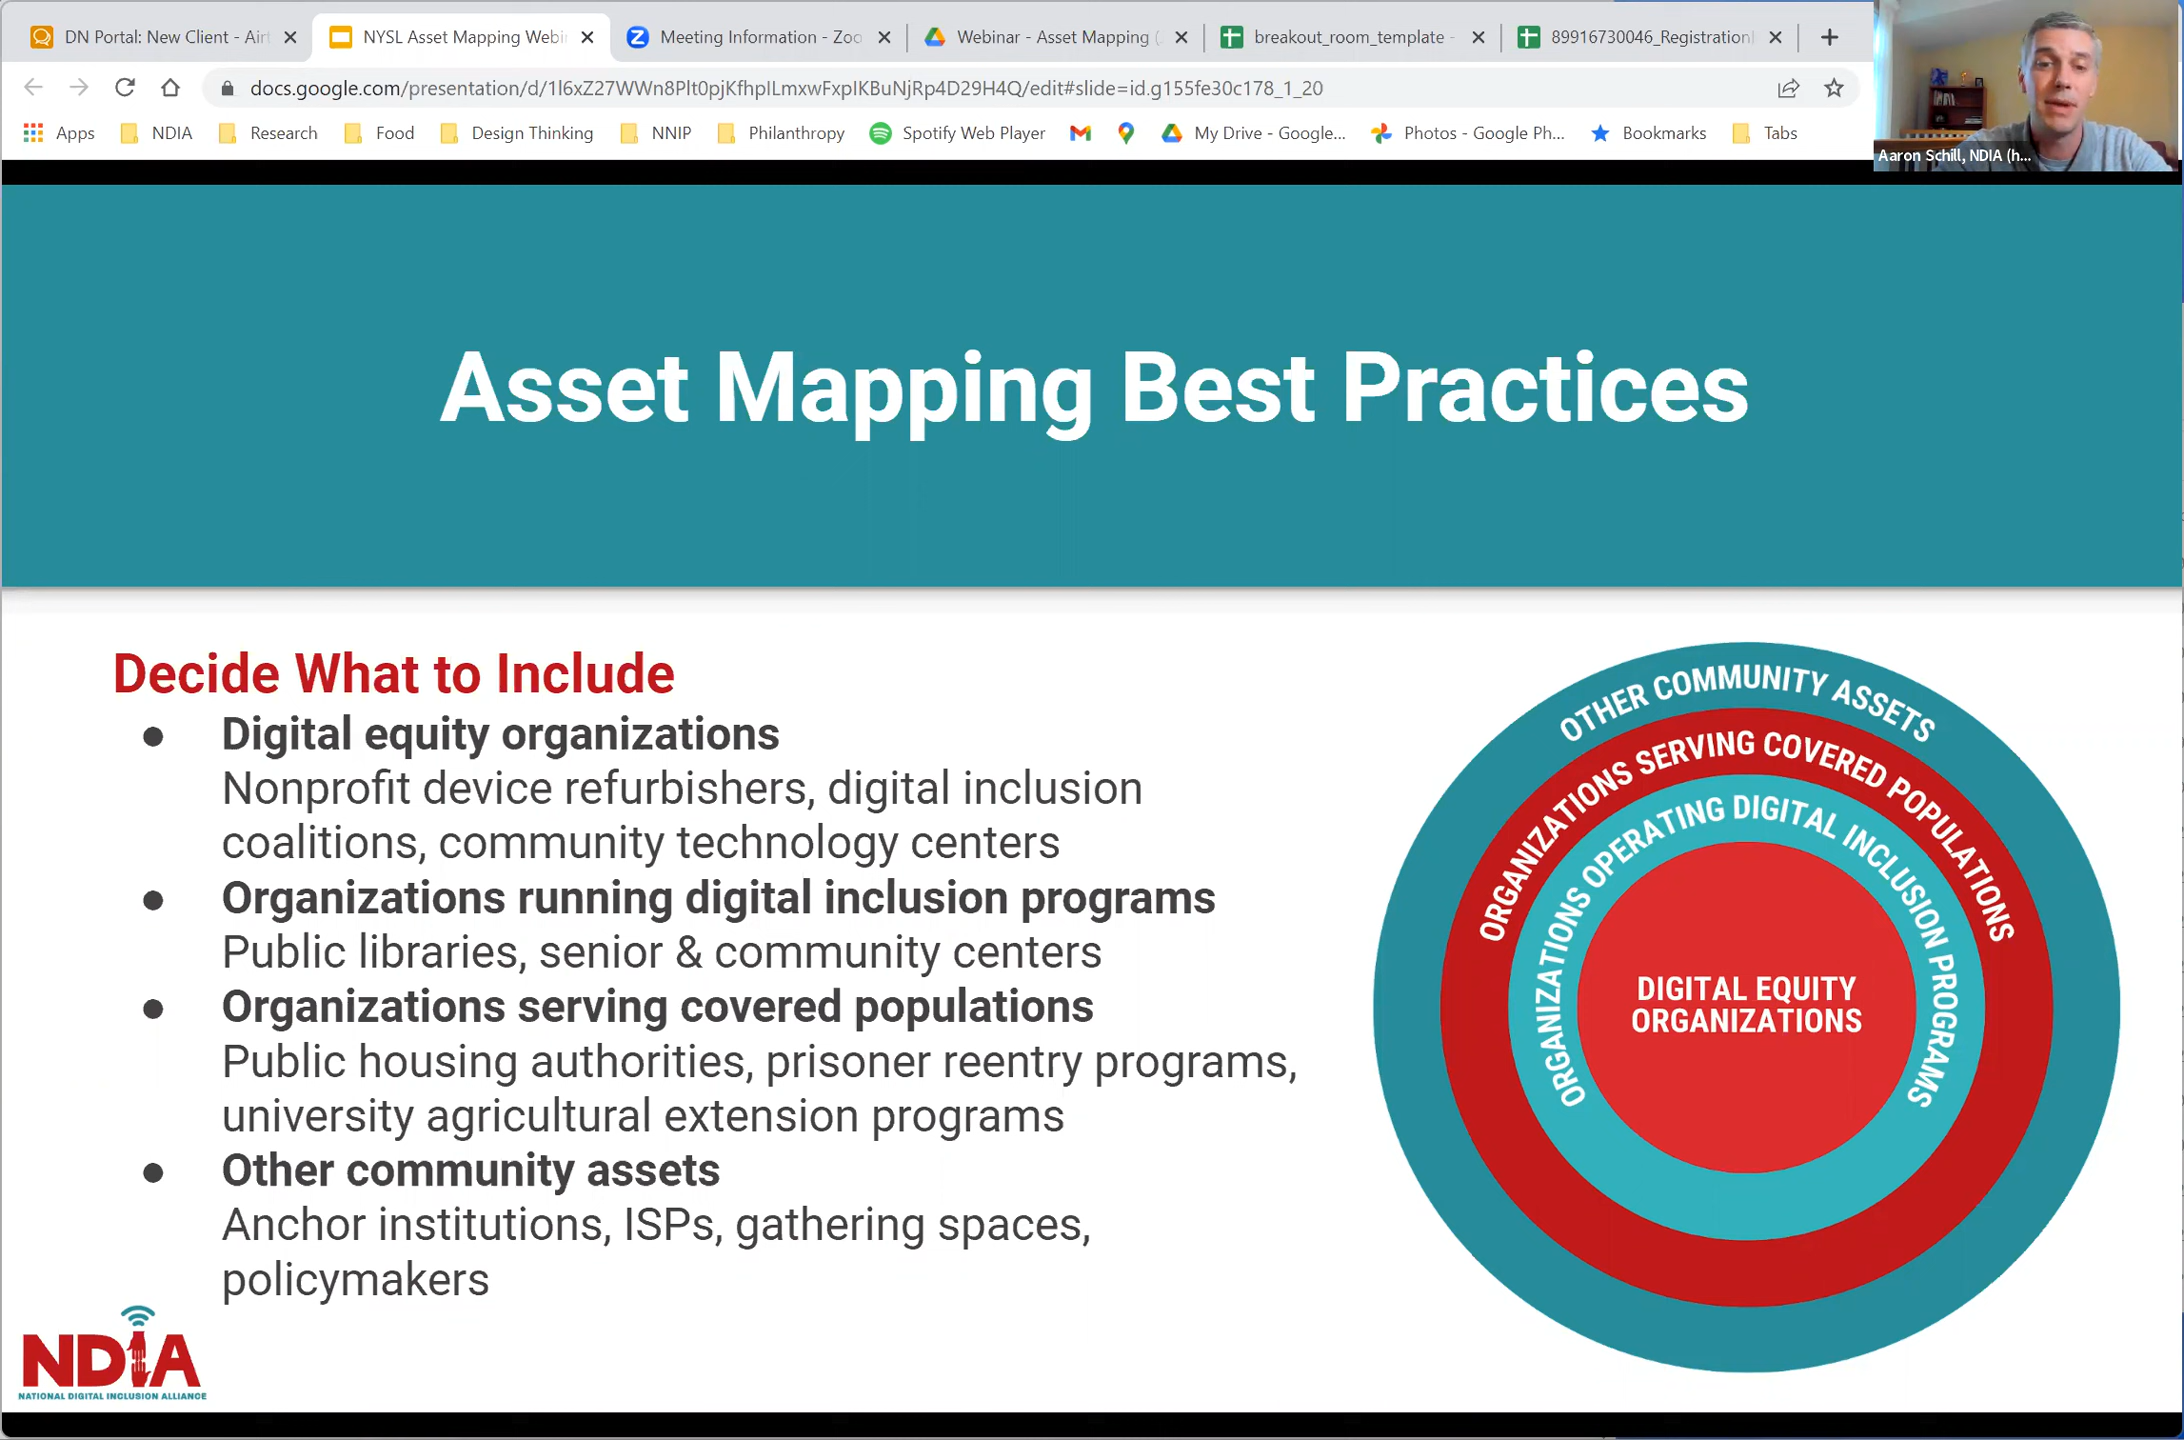 DN Portal: New Client - Airt
NYSL Asset Mapping Webi
Meeting Information - Zoo
Webinar - Asset Mapping (
breakout_room_template -
89916730046_Registration
docs.google.com/presentation/d/1l6xZ27WWn8Plt0pjKfhpILmxwFxpIKBuNjRp4D29H4Q/edit#slide=id.g155fe30c178_1_20
Apps
NDIA
Research
Food
Design Thinking
NNIP
Philanthropy
Spotify Web Player
My Drive - Google...
Photos - Google Ph...
Bookmarks
Tabs
Aaron Schill, NDIA (h...
Asset Mapping Best Practices
Decide What to Include
● Digital equity organizations
Nonprofit device refurbishers, digital inclusion
coalitions, community technology centers
● Organizations running digital inclusion programs
Public libraries, senior & community centers
● Organizations serving covered populations
Public housing authorities, prisoner reentry programs,
university agricultural extension programs
● Other community assets
Anchor institutions, ISPs, gathering spaces,
policymakers
OTHER COMMUNITY ASSETS
ORGANIZATIONS SERVING COVERED POPULATIONS
ORGANIZATIONS OPERATING DIGITAL INCLUSION PROGRAMS
DIGITAL EQUITY
ORGANIZATIONS
NDIA
NATIONAL DIGITAL INCLUSION ALLIANCE